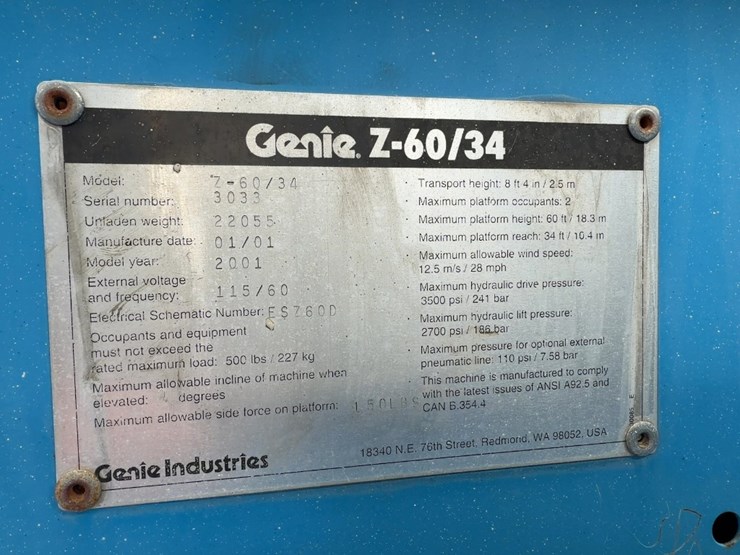 Genie Z-60/34
Model: Z-60/34
Serial number: 3033
Unladen weight: 22055
Manufacture date: 01/01
Model year: 2001
External voltage
and frequency: 115/60
Electrical Schematic Number: ESZ60D
Occupants and equipment
must not exceed the
rated maximum load: 500 lbs / 227 kg
Maximum allowable incline of machine when
elevated: degrees
Maximum allowable side force on platform:
Genie Industries
· Transport height: 8 ft 4 in / 2.5 m
· Maximum platform occupants: 2
· Maximum platform height: 60 ft / 18.3 m
· Maximum platform reach: 34 ft / 10.4 m
· Maximum allowable wind speed:
12.5 m/s / 28 mph
· Maximum hydraulic drive pressure:
3500 psi / 241 bar
· Maximum hydraulic lift pressure:
2700 psi / 186 bar
· Maximum pressure for optional external
pneumatic line: 110 psi / 7.58 bar
· This machine is manufactured to comply
with the latest issues of ANSI A92.5 and
CAN B.354.4
18340 N.E. 76th Street, Redmond, WA 98052, USA